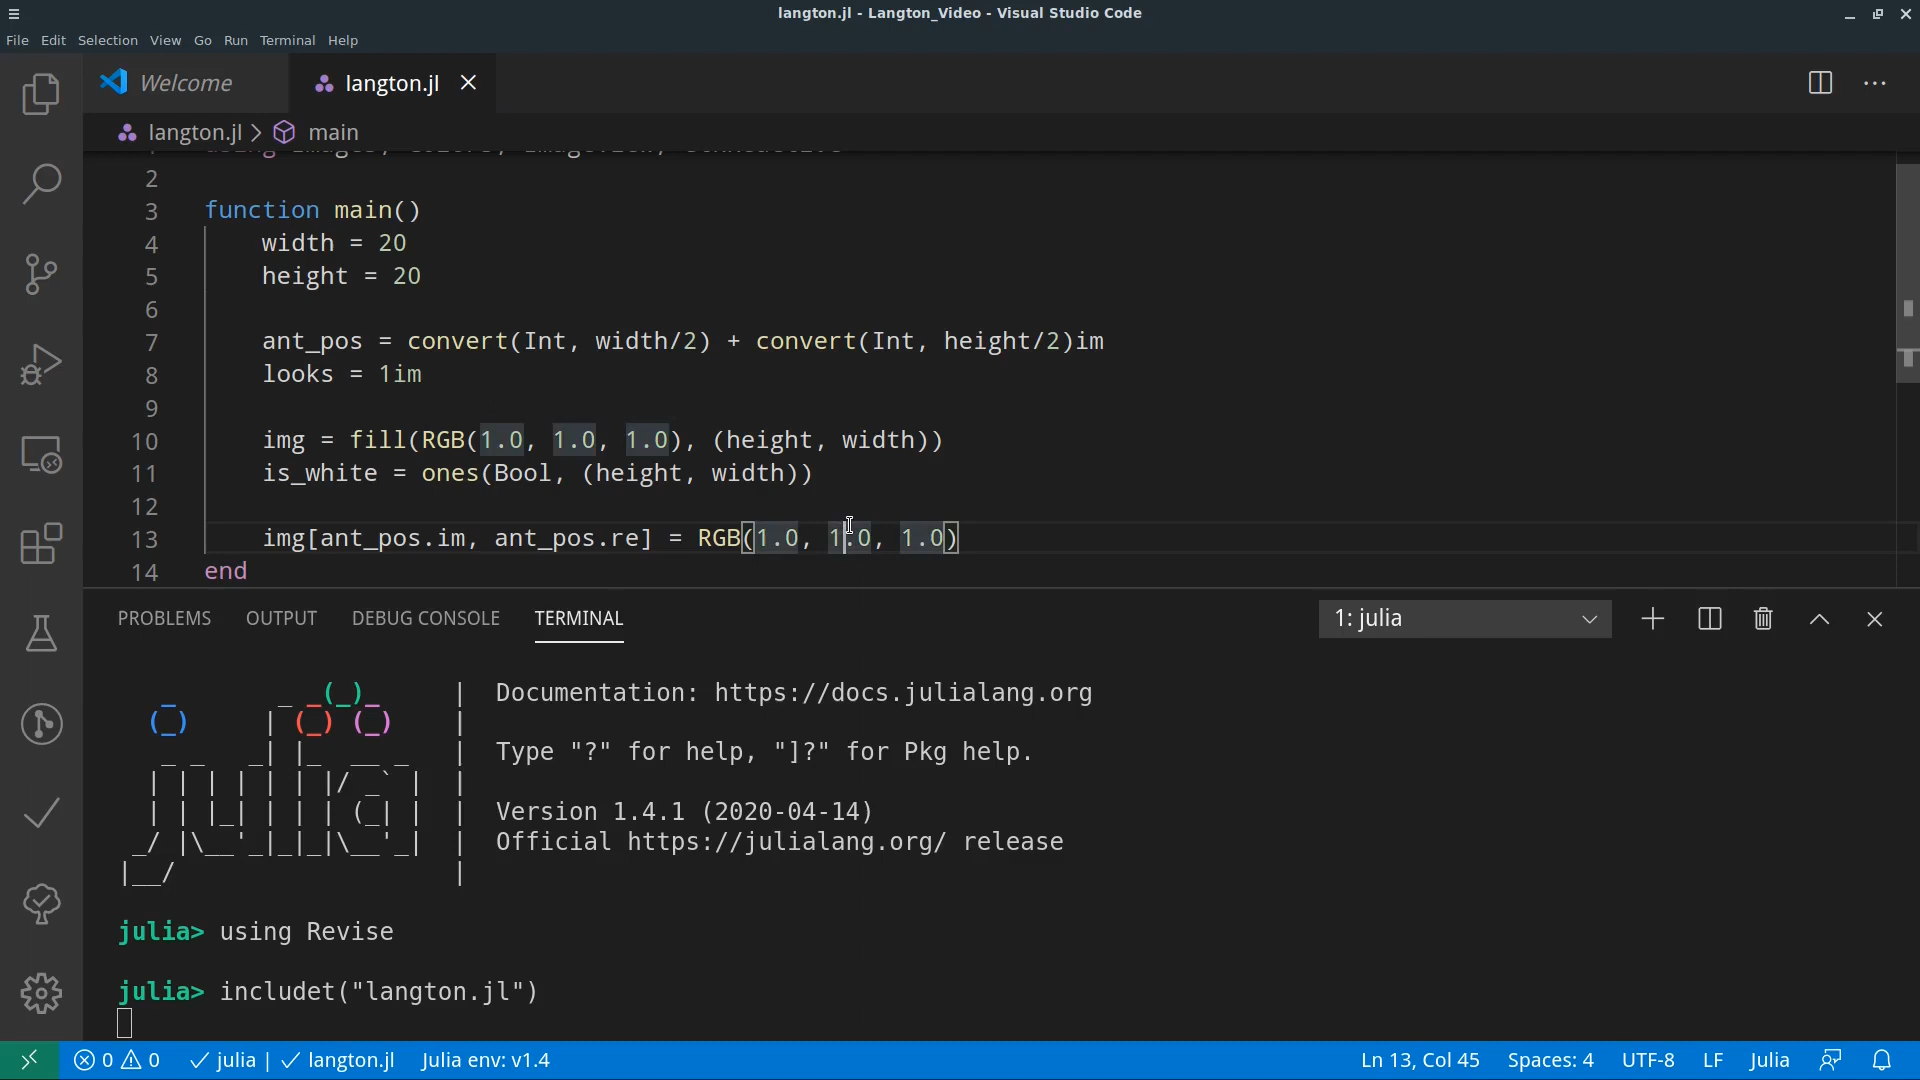 langton.jl - Langton_Video - Visual Studio Code
File Edit Selection View Go Run Terminal Help
Welcome langton.jl
langton.jl > main
2
3 function main()
4 width = 20
5 height = 20
6
7 ant_pos = convert(Int, width/2) + convert(Int, height/2)im
8 looks = 1im
9
10 img = fill(RGB(1.0, 1.0, 1.0), (height, width))
11 is_white = ones(Bool, (height, width))
12
13 img[ant_pos.im, ant_pos.re] = RGB(1.0, 1.0, 1.0)
14 end
PROBLEMS OUTPUT DEBUG CONSOLE TERMINAL 1: julia
Documentation: https://docs.julialang.org
Type "?" for help, "]?" for Pkg help.
Version 1.4.1 (2020-04-14)
Official https://julialang.org/ release
julia> using Revise
julia> includet("langton.jl")
0 0 julia | langton.jl Julia env: v1.4 Ln 13, Col 45 Spaces: 4 UTF-8 LF Julia